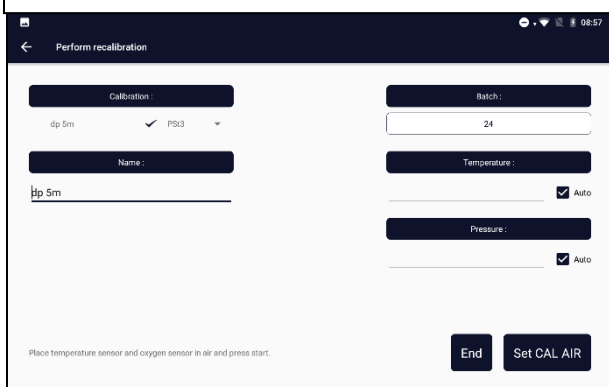 08:57
Perform recalibration
Calibration :
dp 5m PSt3
Name :
dp 5m
Batch :
24
Temperature :
Auto
Pressure :
Auto
Place temperature sensor and oxygen sensor in air and press start.
End Set CAL AIR